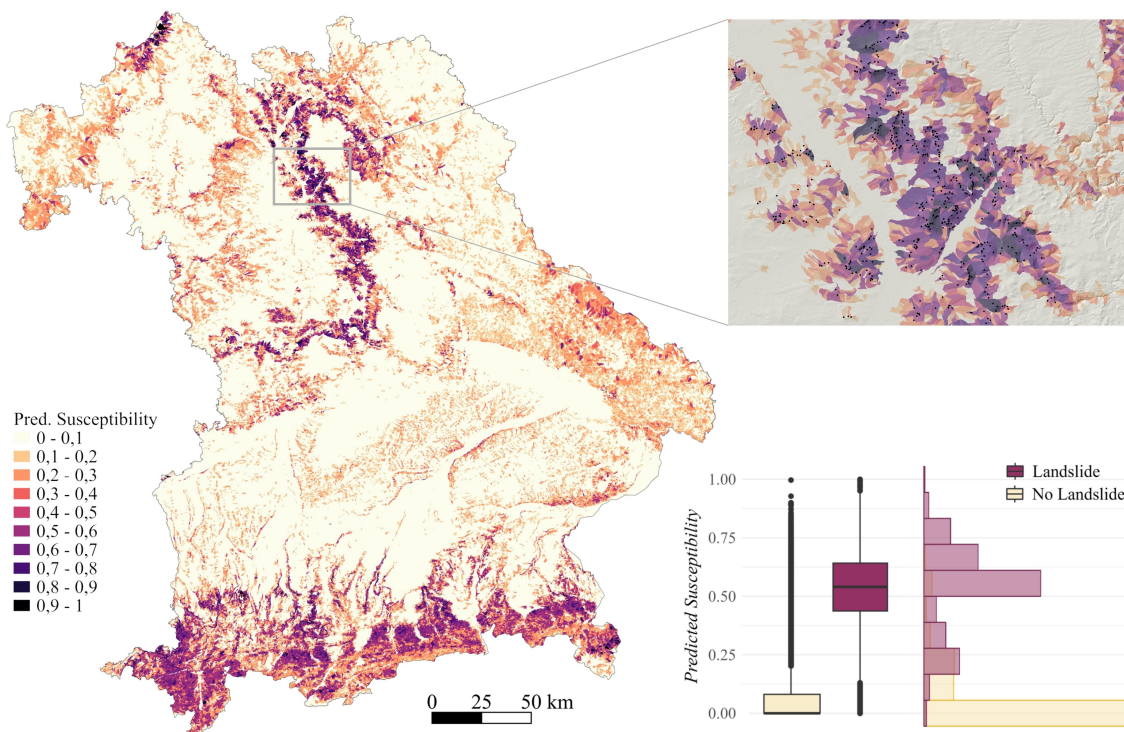 Pred. Susceptibility
0 - 0,1
0,1 - 0,2
0,2 - 0,3
0,3 - 0,4
0,4 - 0,5
0,5 - 0,6
0,6 - 0,7
0,7 - 0,8
0,8 - 0,9
0,9 - 1
0 25 50 km
Landslide
No Landslide
Predicted Susceptibility
1.00
0.75
0.50
0.25
0.00